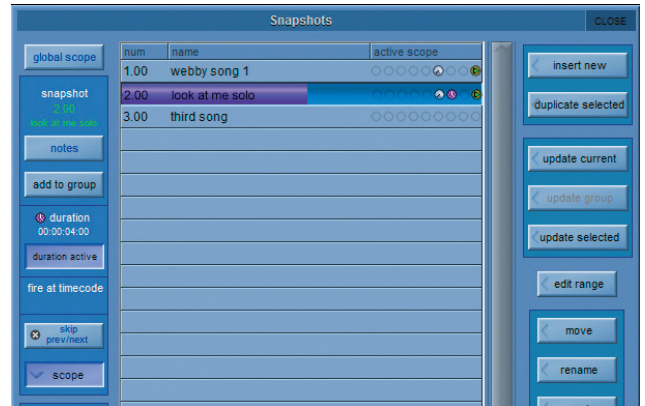 Snapshots
CLOSE
global scope
snapshot
2.00
look at me solo
notes
add to group
duration
00:00:04:00
duration active
fire at timecode
skip
prev/next
scope
num name active scope
1.00 webby song 1
2.00 look at me solo
3.00 third song
insert new
duplicate selected
update current
update group
update selected
edit range
move
rename